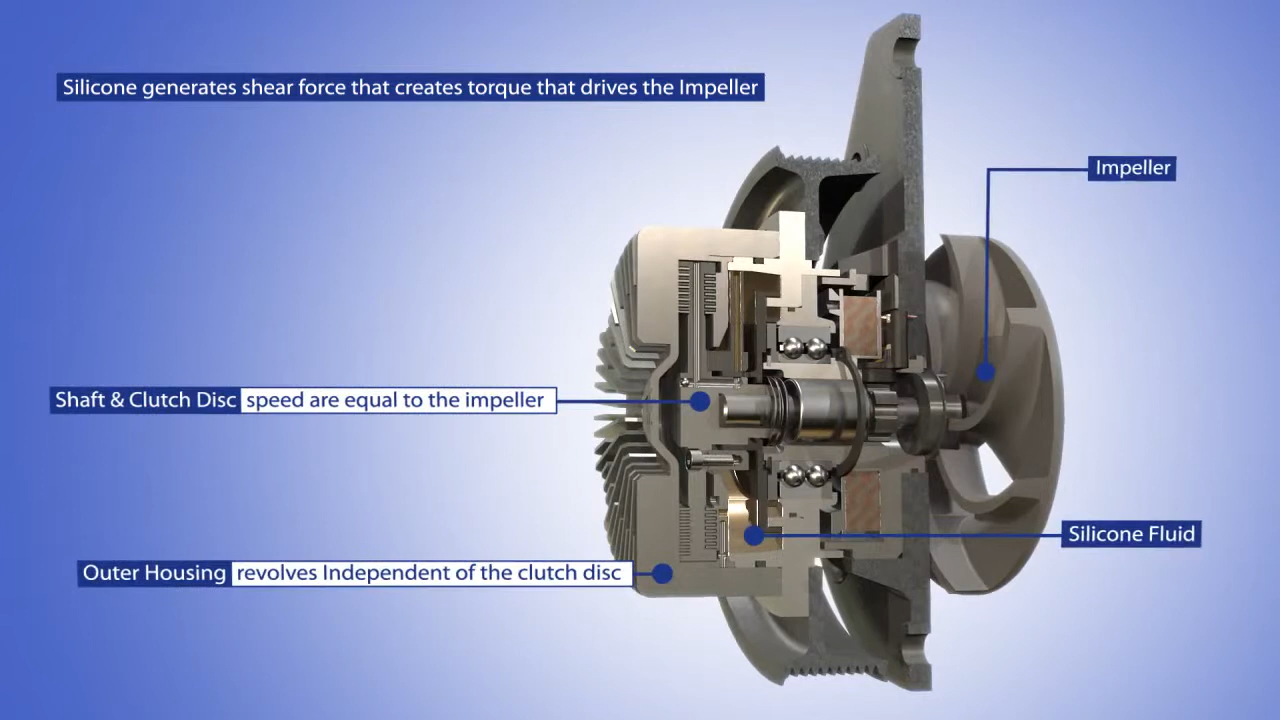 Silicone generates shear force that creates torque that drives the Impeller
Impeller
Shaft & Clutch Disc speed are equal to the impeller
Silicone Fluid
Outer Housing revolves Independent of the clutch disc